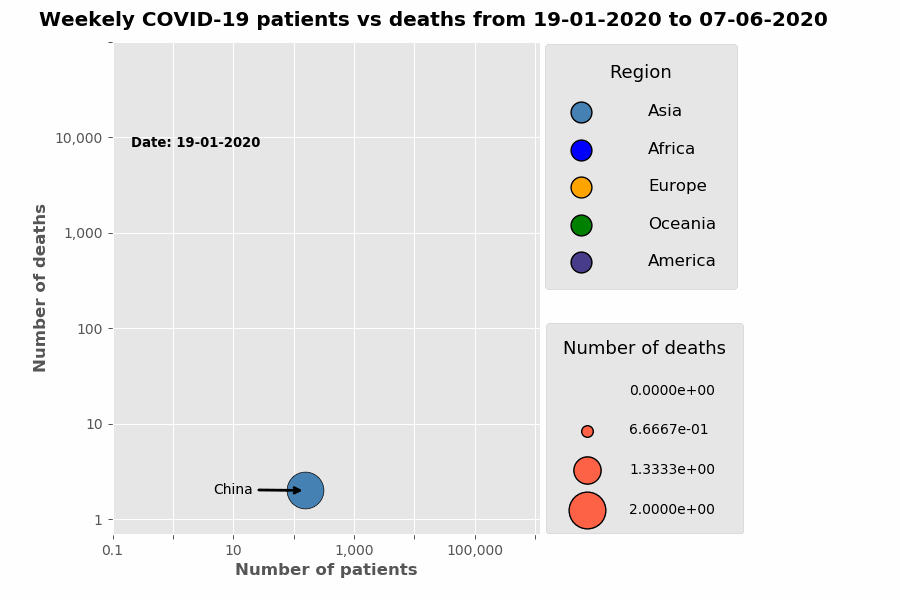 Weekely COVID-19 patients vs deaths from 19-01-2020 to 07-06-2020
Region
Asia
Africa
Europe
Oceania
America
Number of deaths
0.0000e+00
6.6667e-01
1.3333e+00
2.0000e+00
Date: 19-01-2020
China
Number of deaths
10,000
1,000
100
10
1
0.1 10 1,000 100,000
Number of patients